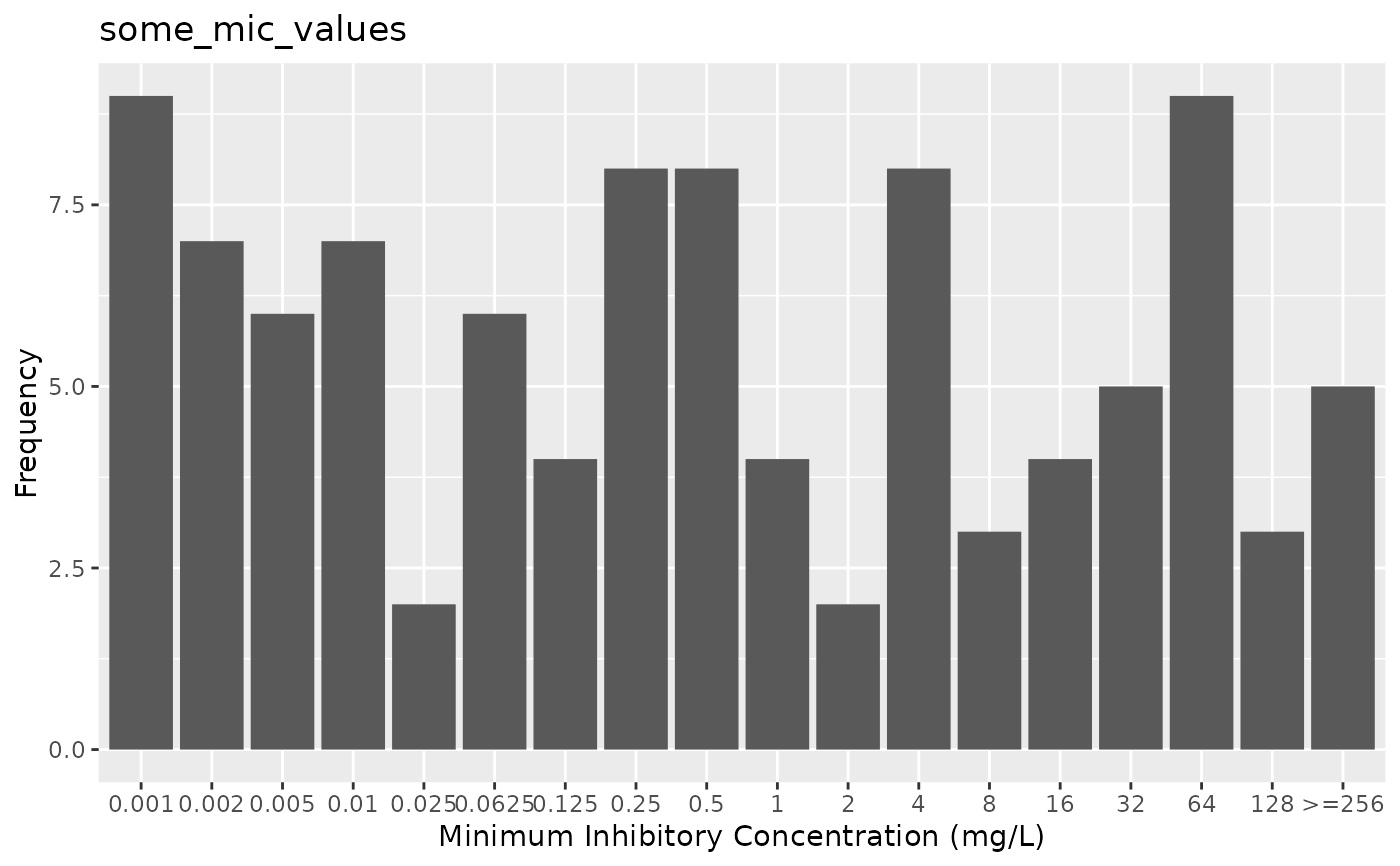 some_mic_values
Frequency
7.5
5.0
2.5
0.0
0.001 0.002 0.005 0.01 0.025 0.0625 0.125 0.25 0.5 1 2 4 8 16 32 64 128 >=256
Minimum Inhibitory Concentration (mg/L)